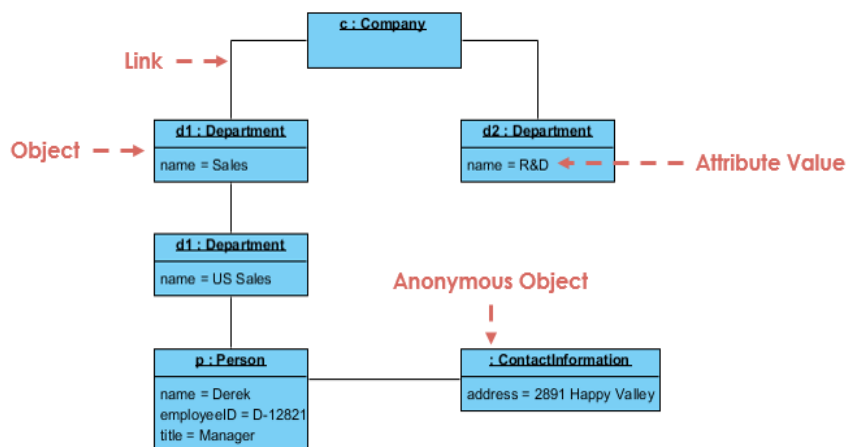 c : Company
Link
d1 : Department
name = Sales
Object
d2 : Department
name = R&D
Attribute Value
d1 : Department
name = US Sales
Anonymous Object
p : Person
name = Derek
employeeID = D-12821
title = Manager
: ContactInformation
address = 2891 Happy Valley